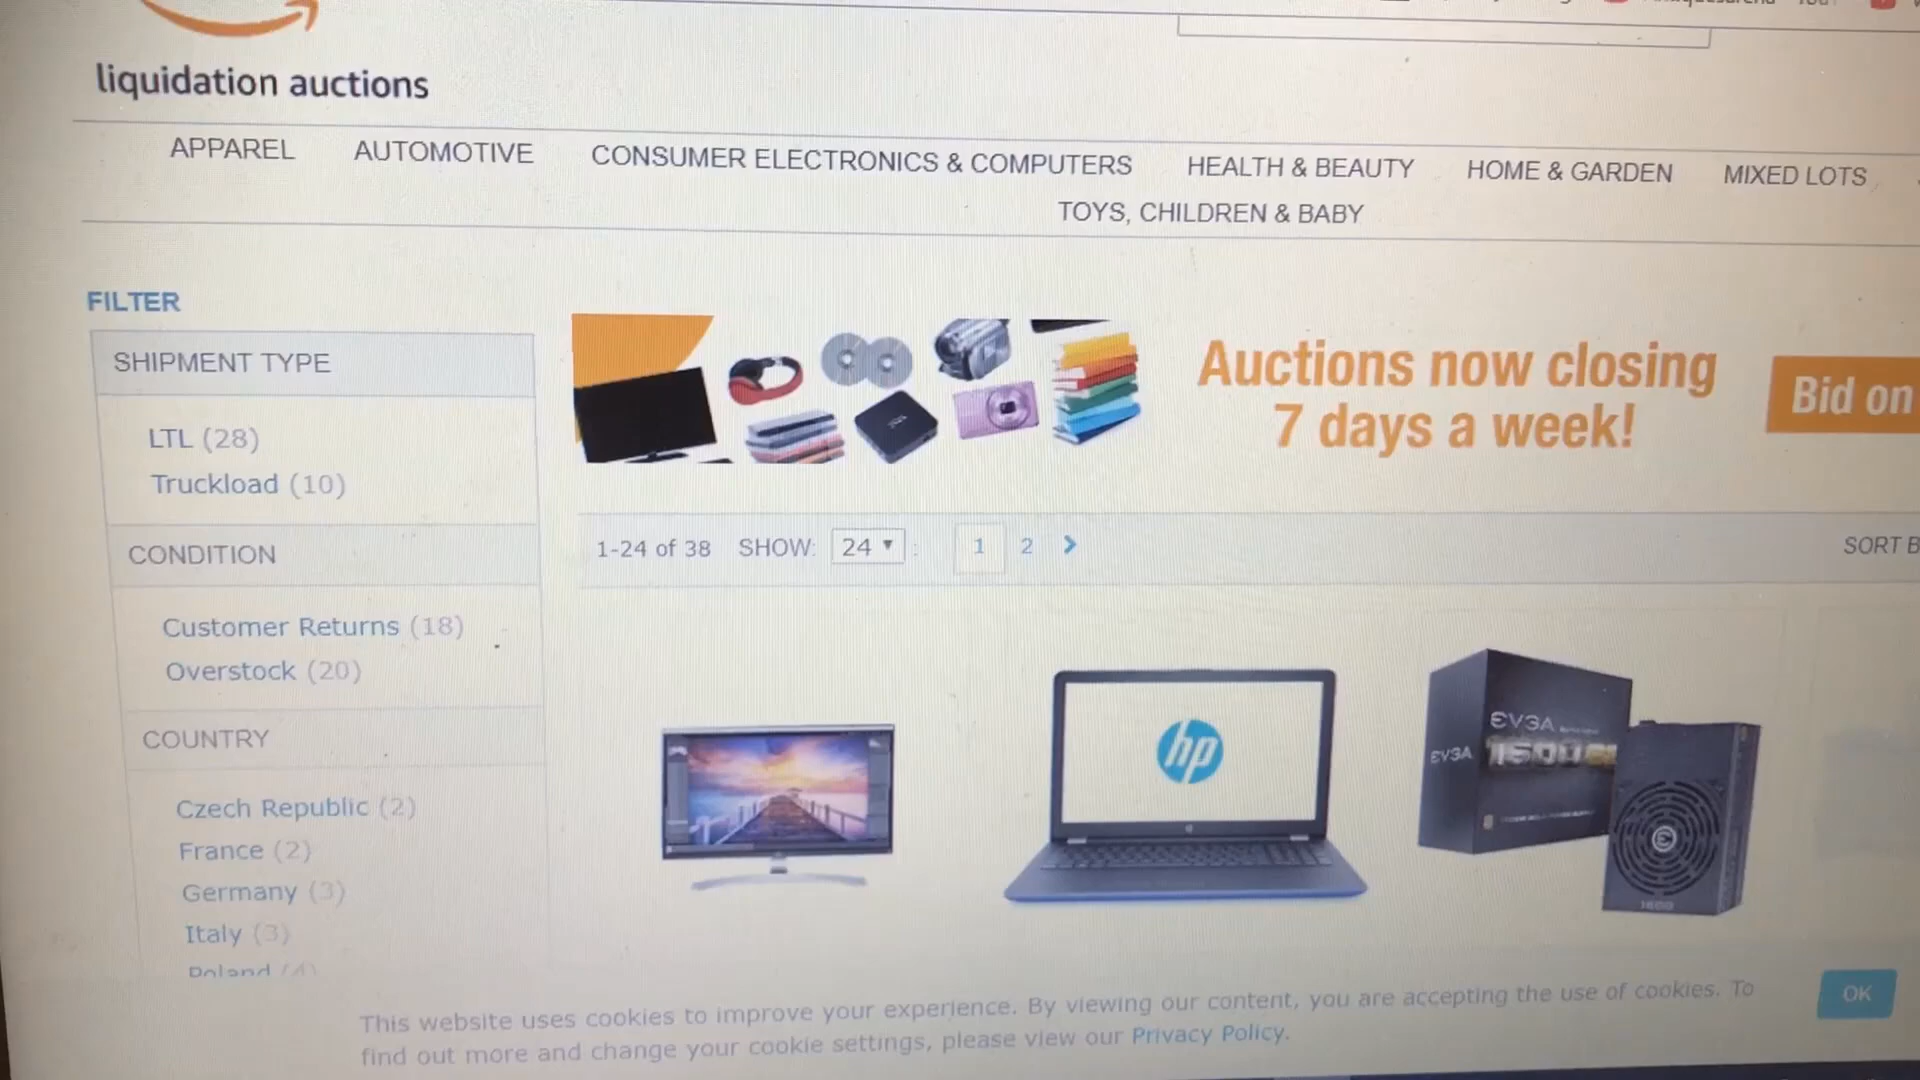 liquidation auctions
APPAREL AUTOMOTIVE CONSUMER ELECTRONICS & COMPUTERS HEALTH & BEAUTY HOME & GARDEN MIXED LOTS
TOYS, CHILDREN & BABY
FILTER
SHIPMENT TYPE
LTL (28)
Truckload (10)
CONDITION
Customer Returns (18)
Overstock (20)
COUNTRY
Czech Republic (2)
France (2)
Germany (3)
Italy (3)
Poland (4)
Auctions now closing
7 days a week!
Bid on
1-24 of 38 SHOW: 24 : 1 2
SORT B
hp
EVGA
EVGA 1600
1600
This website uses cookies to improve your experience. By viewing our content, you are accepting the use of cookies. To
find out more and change your cookie settings, please view our Privacy Policy.
OK